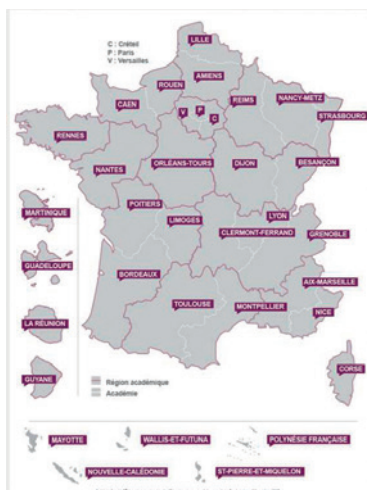 C : Créteil
P : Paris
V : Versailles
LILLE
AMIENS
ROUEN
CAEN
REIMS
NANCY-METZ
STRASBOURG
V
P
C
RENNES
NANTES
ORLÉANS-TOURS
DIJON
BESANÇON
POITIERS
LIMOGES
LYON
CLERMONT-FERRAND
GRENOBLE
BORDEAUX
AIX-MARSEILLE
TOULOUSE
MONTPELLIER
NICE
CORSE
MARTINIQUE
GUADELOUPE
LA RÉUNION
GUYANE
Région académique
Académie
MAYOTTE
WALLIS-ET-FUTUNA
POLYNÉSIE FRANÇAISE
NOUVELLE-CALÉDONIE
ST-PIERRE-ET-MIQUELON